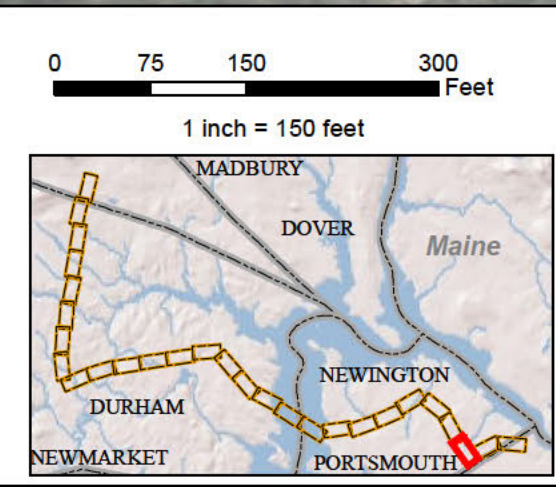 0 75 150 300
Feet
1 inch = 150 feet
MADBURY
DOVER
Maine
NEWINGTON
DURHAM
NEWMARKET
PORTSMOUTH